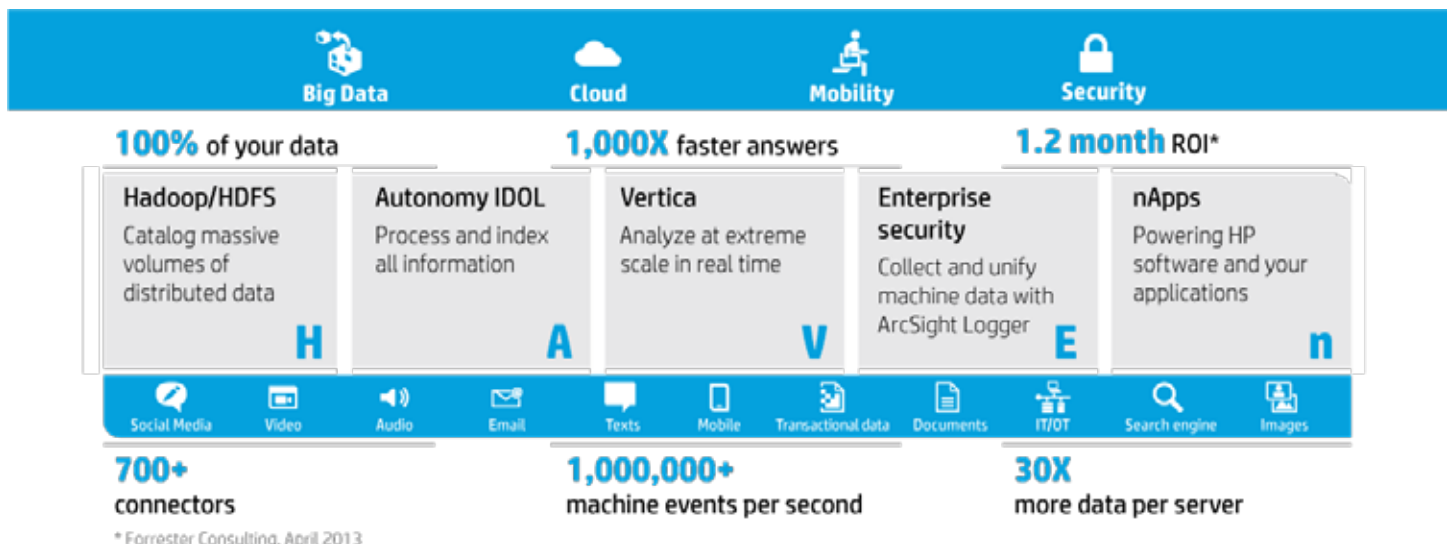 Big Data
Cloud
Mobility
Security
100% of your data
1,000X faster answers
1.2 month ROI*
Hadoop/HDFS
Catalog massive
volumes of
distributed data
H
Autonomy IDOL
Process and index
all information
A
Vertica
Analyze at extreme
scale in real time
V
Enterprise
security
Collect and unify
machine data with
ArcSight Logger
E
nApps
Powering HP
software and your
applications
n
Social Media
Video
Audio
Email
Texts
Mobile
Transactional data
Documents
IT/OT
Search engine
Images
700+
connectors
1,000,000+
machine events per second
30X
more data per server
* Forrester Consulting, April 2013